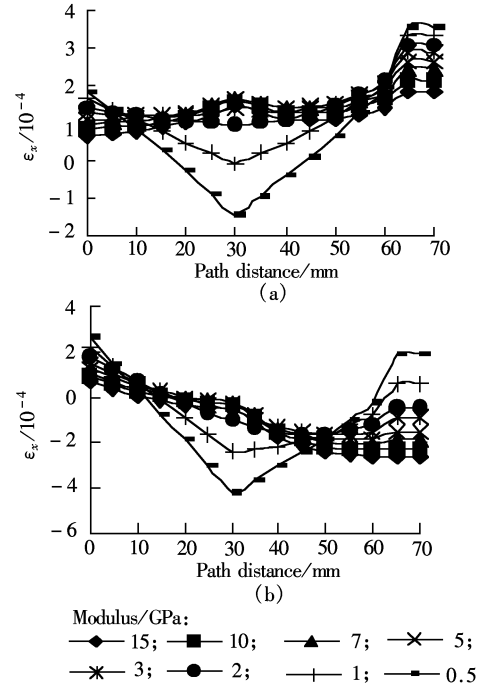 4
3
2
1
0
−1
−2
εx/10−4
0 10 20 30 40 50 60 70
Path distance/mm
(a)
4
2
0
−2
−4
−6
εx/10−4
0 10 20 30 40 50 60 70
Path distance/mm
(b)
Modulus/GPa:
15; 10; 7; 5;
3; 2; 1; 0.5